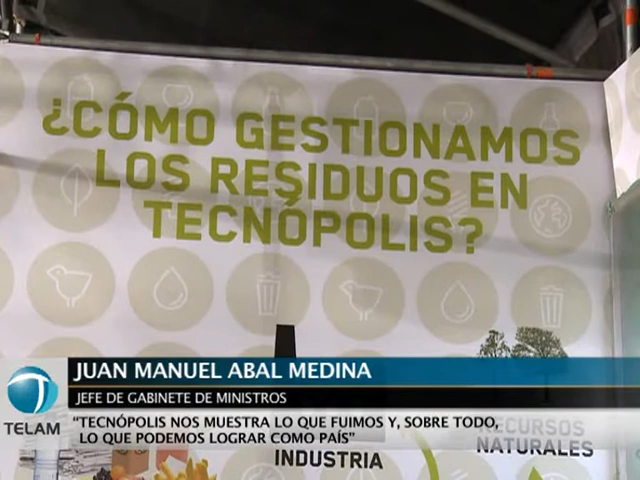 ¿CÓMO GESTIONAMOS
LOS RESIDUOS EN
TECNÓPOLIS?
JUAN MANUEL ABAL MEDINA
JEFE DE GABINETE DE MINISTROS
TELAM
"TECNÓPOLIS NOS MUESTRA LO QUE FUIMOS Y, SOBRE TODO,
LO QUE PODEMOS LOGRAR COMO PAÍS"
RECURSOS
NATURALES
INDUSTRIA